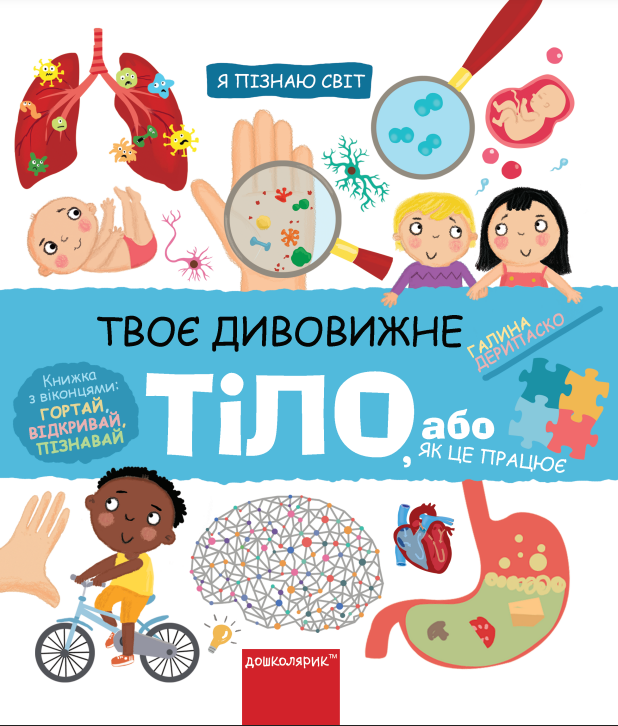 Я ПІЗНАЮ СВІТ
ТВОЄ ДИВОВИЖНЕ
ГАЛИНА
ДЕРИПАСКО
Книжка
з віконцями:
ГОРТАЙ,
ВІДКРИВАЙ,
ПІЗНАВАЙ
ТІЛО,
або
ЯК ЦЕ ПРАЦЮЄ
ДОШКОЛЯРИК™